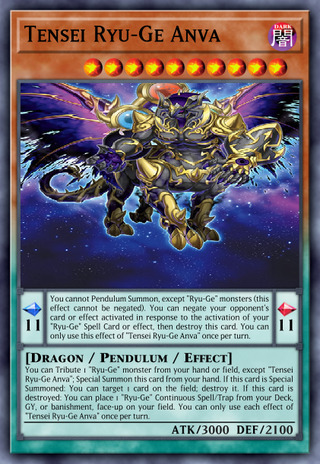 Tensei Ryu-Ge Anva
DARK
闇
You cannot Pendulum Summon, except "Ryu-Ge" monsters (this
effect cannot be negated). You can negate your opponent's
card or effect activated in response to the activation of your
"Ryu-Ge" Spell Card or effect, then destroy this card. You can
only use this effect of "Tensei Ryu-Ge Anva" once per turn.
11
11
[Dragon / Pendulum / Effect]
You can Tribute 1 "Ryu-Ge" monster from your hand or field, except "Tensei
Ryu-Ge Anva"; Special Summon this card from your hand. If this card is Special
Summoned: You can target 1 card on the field; destroy it. If this card is
destroyed: You can place 1 "Ryu-Ge" Continuous Spell/Trap from your Deck,
GY, or banishment, face-up on your field. You can only use each effect of
"Tensei Ryu-Ge Anva" once per turn.
ATK/3000 DEF/2100